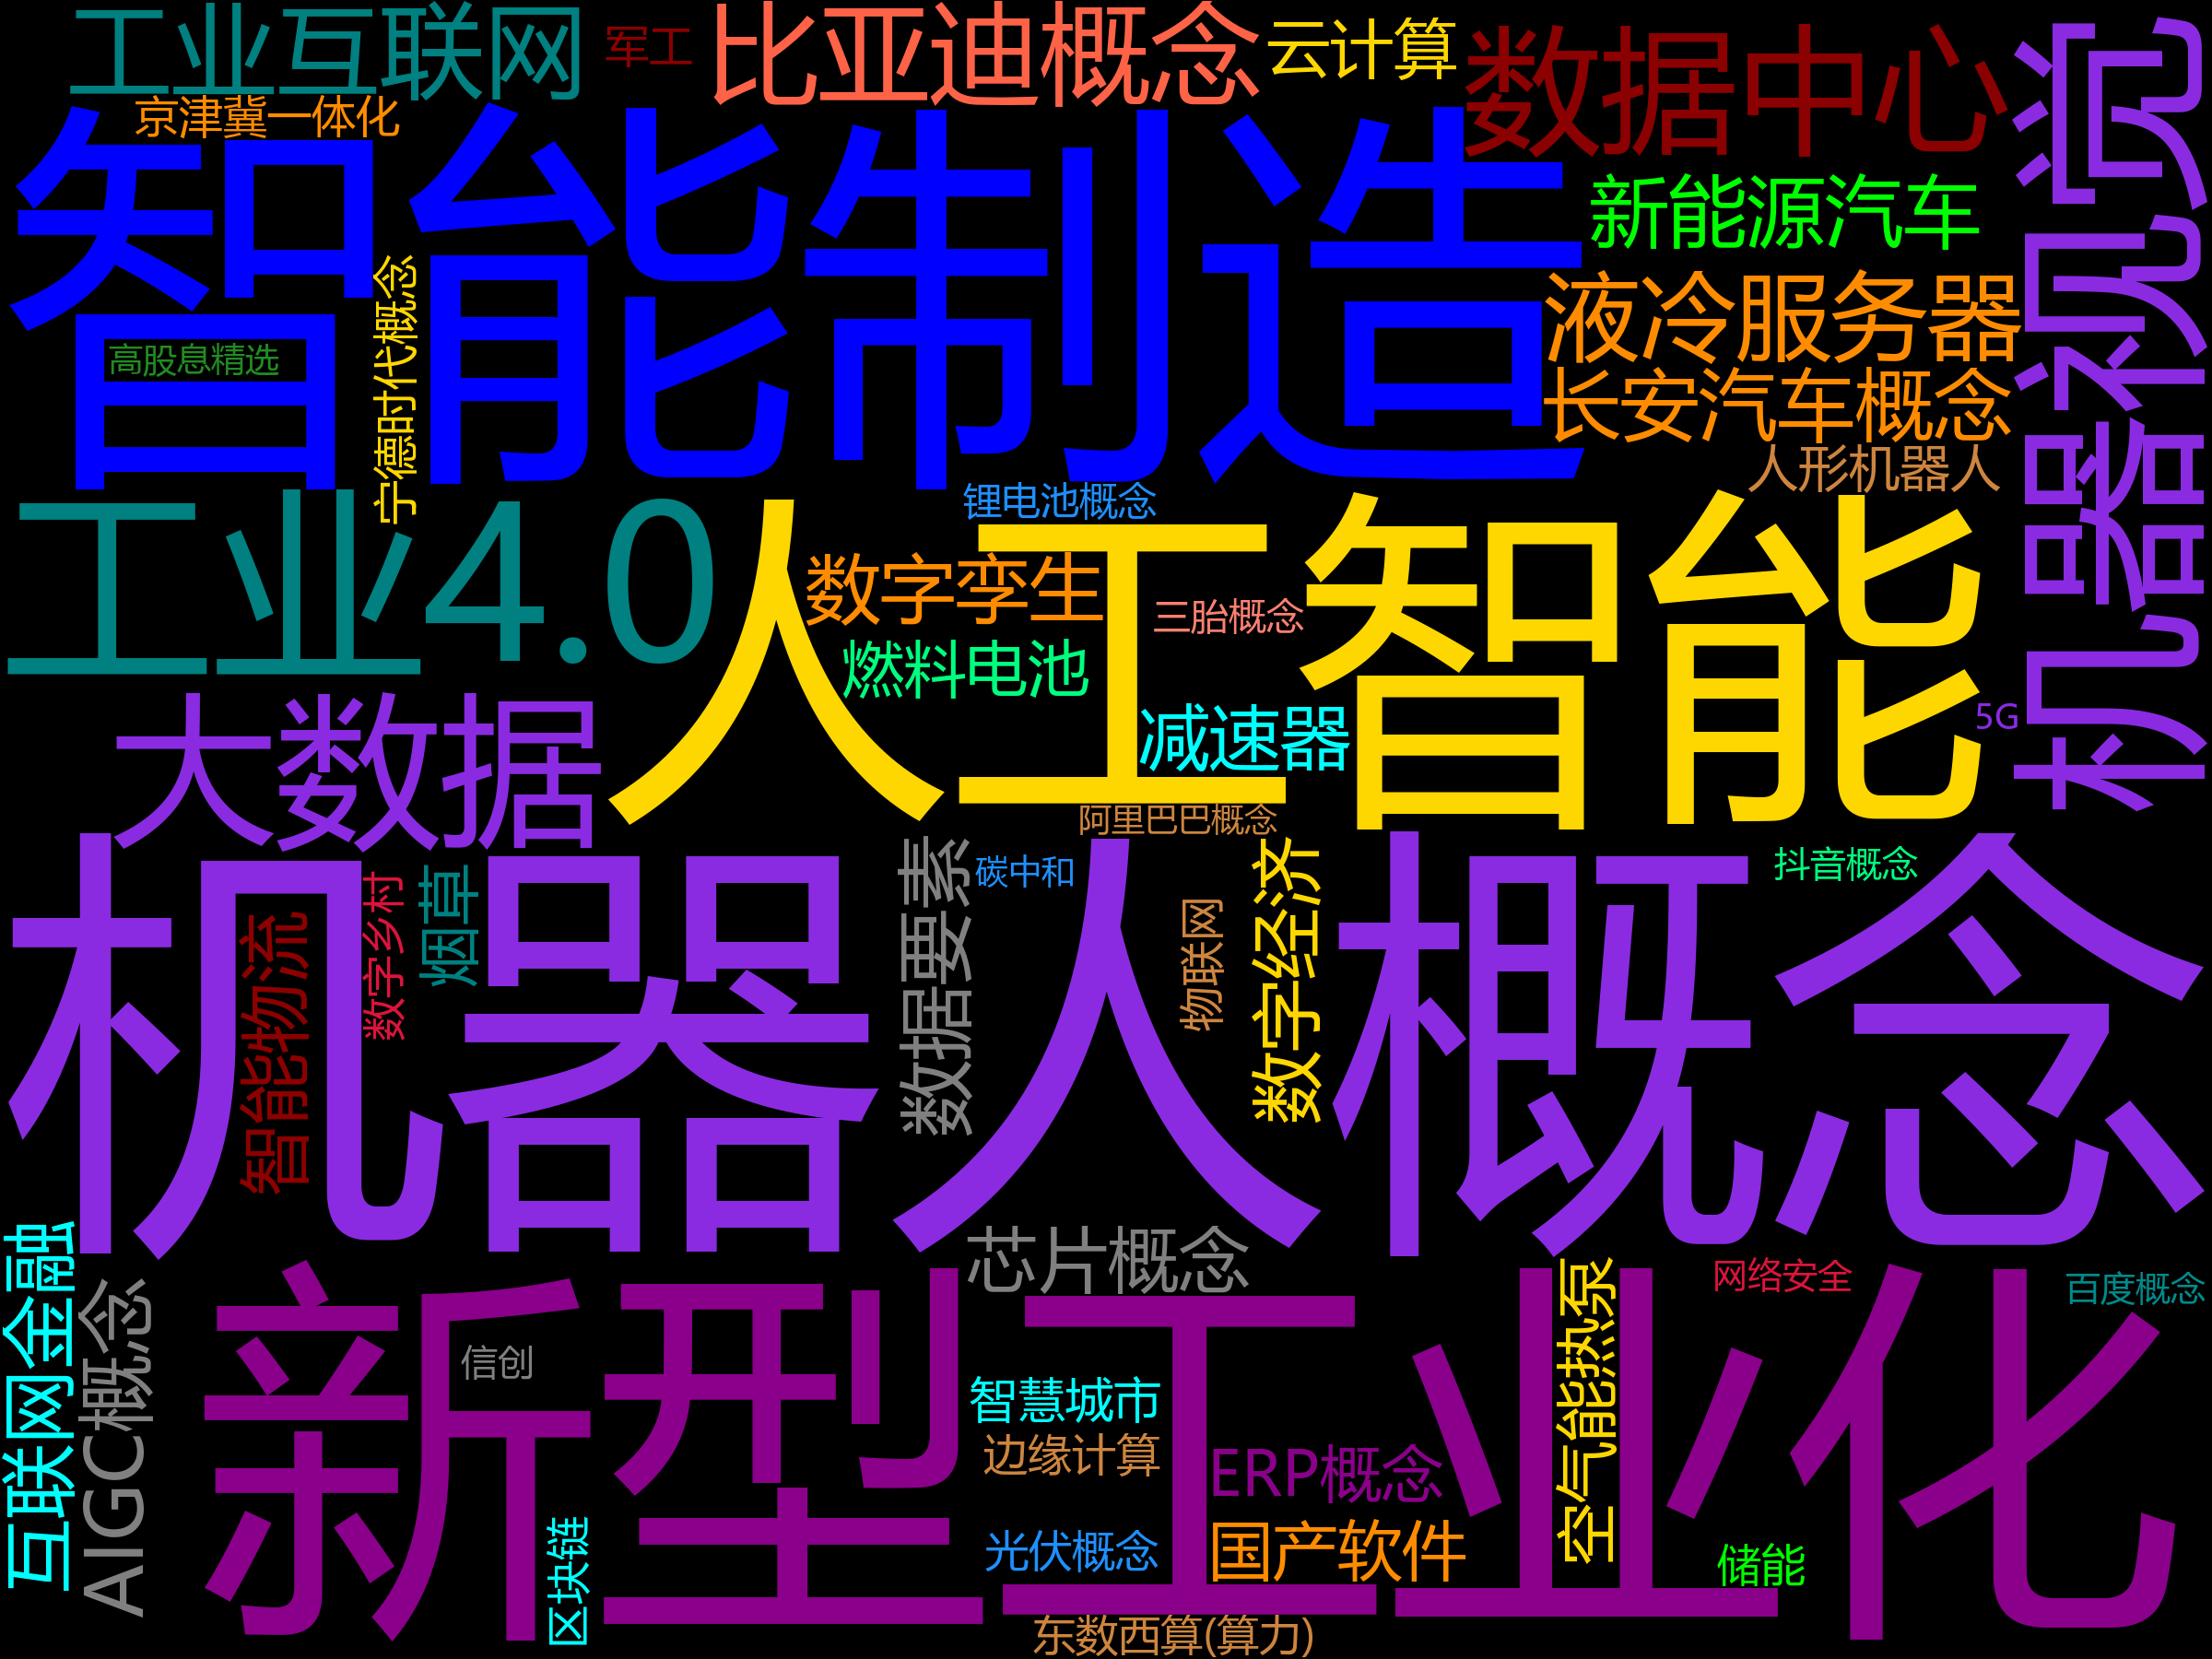 工业互联网
军工
比亚迪概念
云计算
数据中心
京津冀一体化
智能制造
新能源汽车
机器视觉
高股息精选
宁德时代概念
液冷服务器
长安汽车概念
人形机器人
锂电池概念
工业4.0
人工智能
数字孪生
三胎概念
燃料电池
减速器
5G
大数据
阿里巴巴概念
机器人概念
碳中和
抖音概念
数据要素
数字经济
物联网
烟草
数字乡村
智能物流
互联网金融
AIGC概念
芯片概念
网络安全
百度概念
新型工业化
信创
智慧城市
边缘计算
ERP概念
空气能热泵
区块链
光伏概念
国产软件
储能
东数西算(算力)